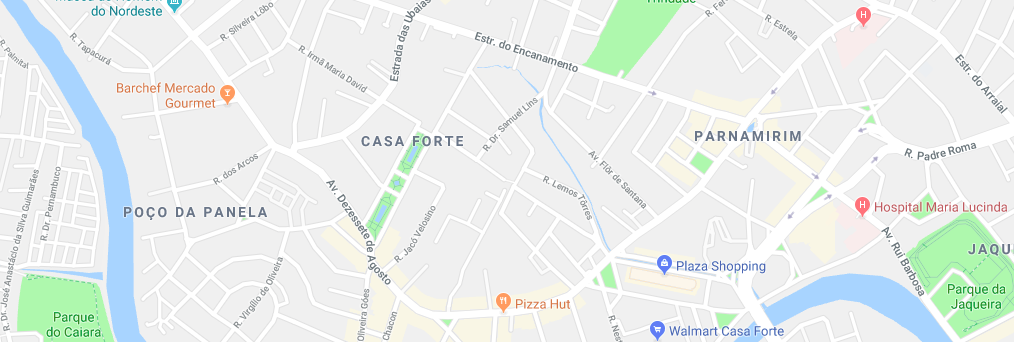 do Nordeste
R. Silveira Lôbo
R. Tapacurá
R. Palmital
Estrada das Ubaias
R. Irmã Maria David
Estr. do Encanamento
Trindade
R. Estrela
Estr. do Arraial
Barchef Mercado
Gourmet
CASA FORTE
R. Dr. Samuel Lins
PARNAMIRIM
R. Padre Roma
R. dos Arcos
Av. Flôr de Santana
R. Lemos Tôrres
R. Dr. José Anastácio da Silva Guimarães
R. Dr. Pernambuco
POÇO DA PANELA
Av. Dezessete de Agosto
R. Jacó Velosino
Hospital Maria Lucinda
Av. Rui Barbosa
JAQU
Plaza Shopping
Parque da
Jaqueira
R. Virgílio de Oliveira
Oliveira Góes
Chacon
Pizza Hut
Parque
do Caiara
Walmart Casa Forte